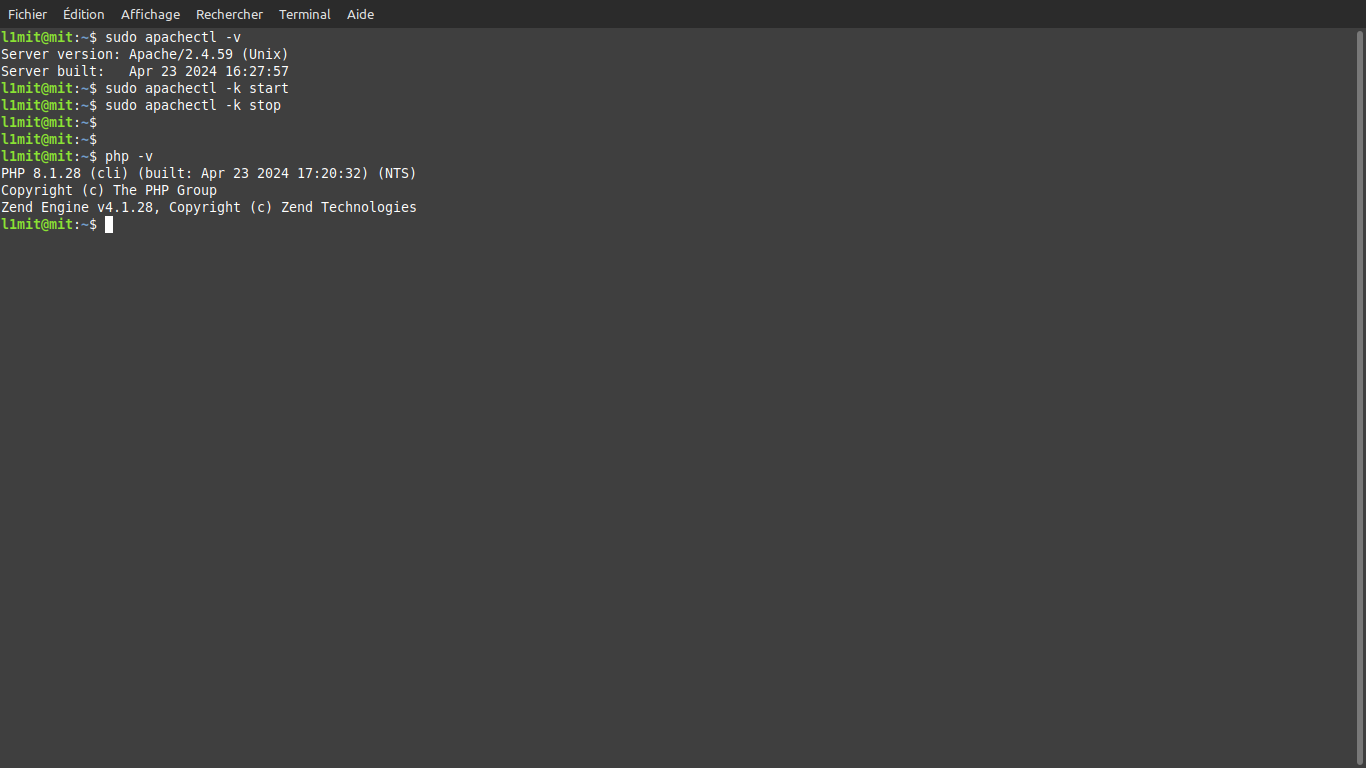 Fichier Édition Affichage Rechercher Terminal Aide
l1mit@mit:~$ sudo apachectl -v
Server version: Apache/2.4.59 (Unix)
Server built:   Apr 23 2024 16:27:57
l1mit@mit:~$ sudo apachectl -k start
l1mit@mit:~$ sudo apachectl -k stop
l1mit@mit:~$
l1mit@mit:~$
l1mit@mit:~$ php -v
PHP 8.1.28 (cli) (built: Apr 23 2024 17:20:32) (NTS)
Copyright (c) The PHP Group
Zend Engine v4.1.28, Copyright (c) Zend Technologies
l1mit@mit:~$